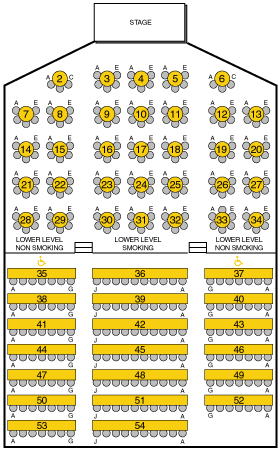 STAGE
A C A E A E A E A C
2 3 4 5 6
A E A E A E A E A E A E A E
7 8 9 10 11 12 13
A E A E A E A E A E A E A E
14 15 16 17 18 19 20
A E A E A E A E A E A E A E
21 22 23 24 25 26 27
A E A E A E A E A E A E A E
28 29 30 31 32 33 34
LOWER LEVEL LOWER LEVEL LOWER LEVEL
NON SMOKING SMOKING NON SMOKING
35 36 37
A G J A G A
38 39 40
A G J A G A
41 42 43
A G J A G A
44 45 46
A G J A G A
47 48 49
A G J A G A
50 51 52
A G J A G A
53 54
A G J A